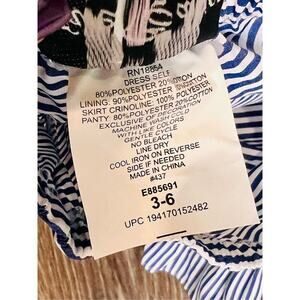 RN18854
DRESS SELF
80%POLYESTER 20%COTTON
LINING: 90%POLYESTER 10%COTTON
SKIRT CRINOLINE: 100% POLYESTER
PANTY: 80%POLYESTER 20%COTTON
EXCLUSIVE OF DECO
MACHINE WASH COLD
WITH LIKE COLORS
GENTLE CYCLE
NO BLEACH
LINE DRY
COOL IRON ON REVERSE
SIDE IF NEEDED
MADE IN CHINA
#437
E885691
3-6
UPC 194170152482